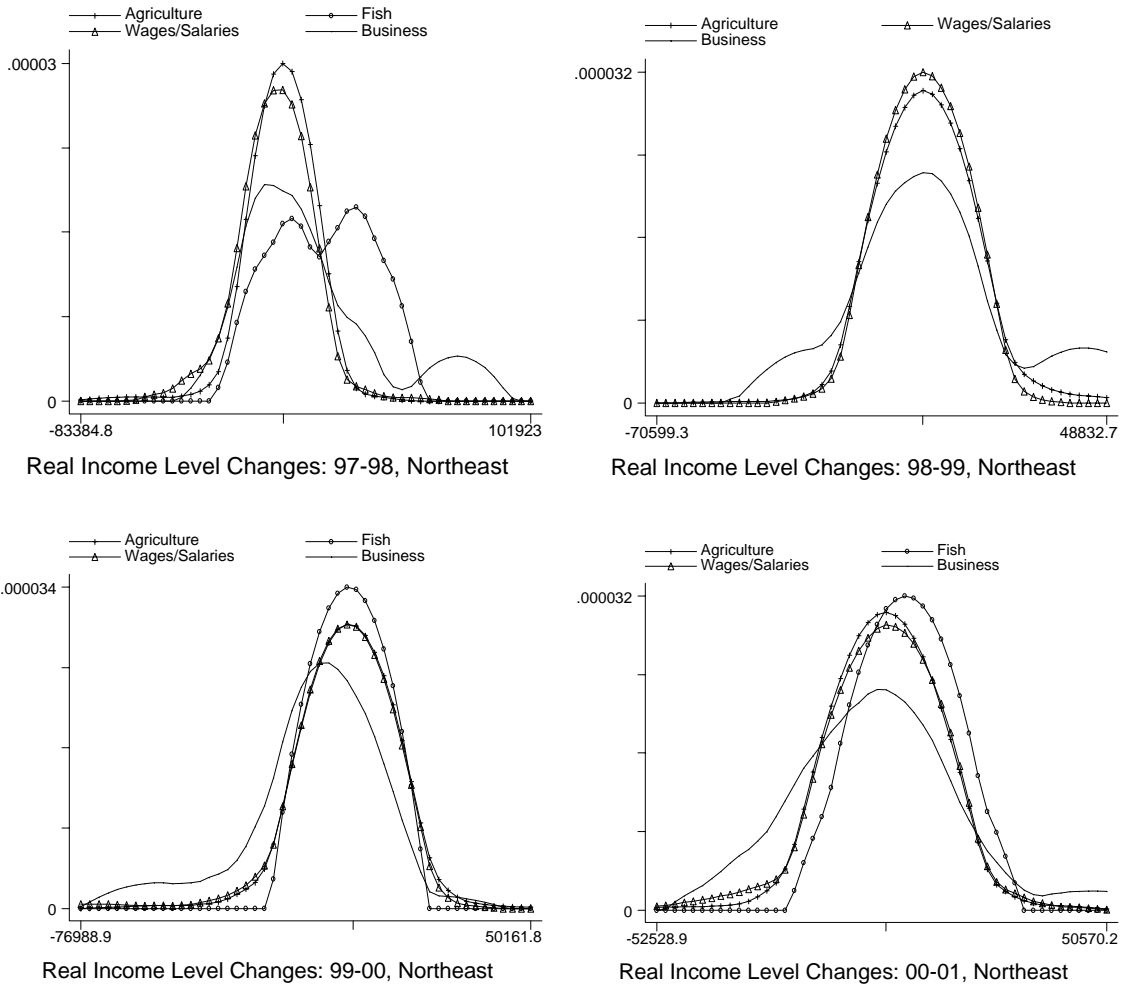 Agriculture Fish
Wages/Salaries Business
.00003
0
-83384.8 101923
Real Income Level Changes: 97-98, Northeast
Agriculture Wages/Salaries
Business
.000032
0
-70599.3 48832.7
Real Income Level Changes: 98-99, Northeast
Agriculture Fish
Wages/Salaries Business
.000034
0
-76988.9 50161.8
Real Income Level Changes: 99-00, Northeast
Agriculture Fish
Wages/Salaries Business
.000032
0
-52528.9 50570.2
Real Income Level Changes: 00-01, Northeast